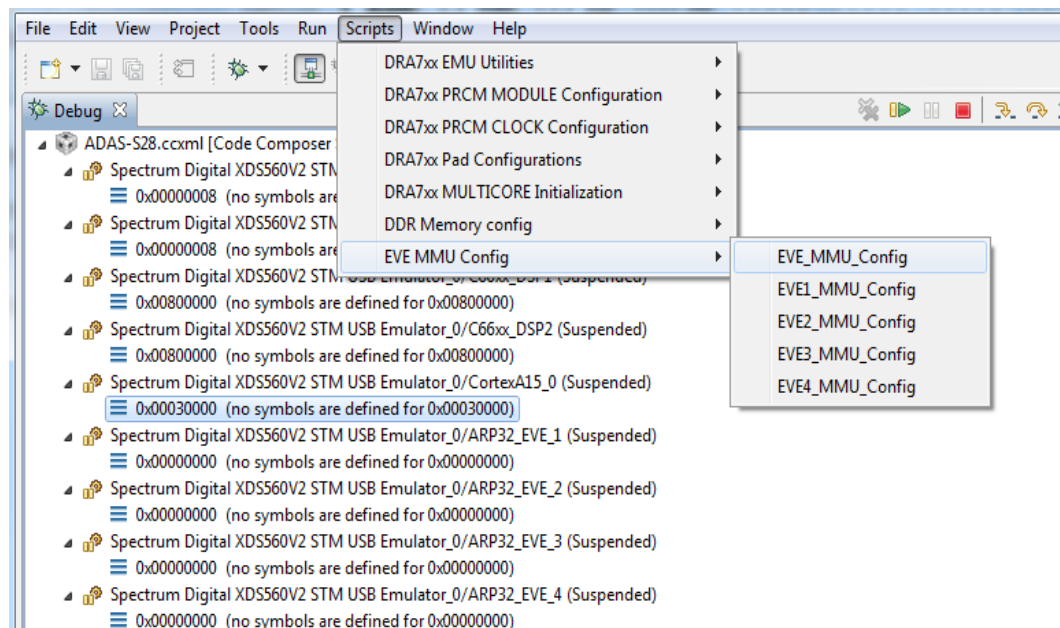 File Edit View Project Tools Run Scripts Window Help
DRA7xx EMU Utilities
DRA7xx PRCM MODULE Configuration
DRA7xx PRCM CLOCK Configuration
DRA7xx Pad Configurations
DRA7xx MULTICORE Initialization
DDR Memory config
EVE MMU Config
EVE_MMU_Config
EVE1_MMU_Config
EVE2_MMU_Config
EVE3_MMU_Config
EVE4_MMU_Config
Debug
ADAS-S28.ccxml [Code Composer
Spectrum Digital XDS560V2 STM
0x00000008 (no symbols are
Spectrum Digital XDS560V2 STM
0x00000008 (no symbols are
Spectrum Digital XDS560V2 STM USB Emulator_0/C66xx_DSP1 (Suspended)
0x00800000 (no symbols are defined for 0x00800000)
Spectrum Digital XDS560V2 STM USB Emulator_0/C66xx_DSP2 (Suspended)
0x00800000 (no symbols are defined for 0x00800000)
Spectrum Digital XDS560V2 STM USB Emulator_0/CortexA15_0 (Suspended)
0x00030000 (no symbols are defined for 0x00030000)
Spectrum Digital XDS560V2 STM USB Emulator_0/ARP32_EVE_1 (Suspended)
0x00000000 (no symbols are defined for 0x00000000)
Spectrum Digital XDS560V2 STM USB Emulator_0/ARP32_EVE_2 (Suspended)
0x00000000 (no symbols are defined for 0x00000000)
Spectrum Digital XDS560V2 STM USB Emulator_0/ARP32_EVE_3 (Suspended)
0x00000000 (no symbols are defined for 0x00000000)
Spectrum Digital XDS560V2 STM USB Emulator_0/ARP32_EVE_4 (Suspended)
0x00000000 (no symbols are defined for 0x00000000)